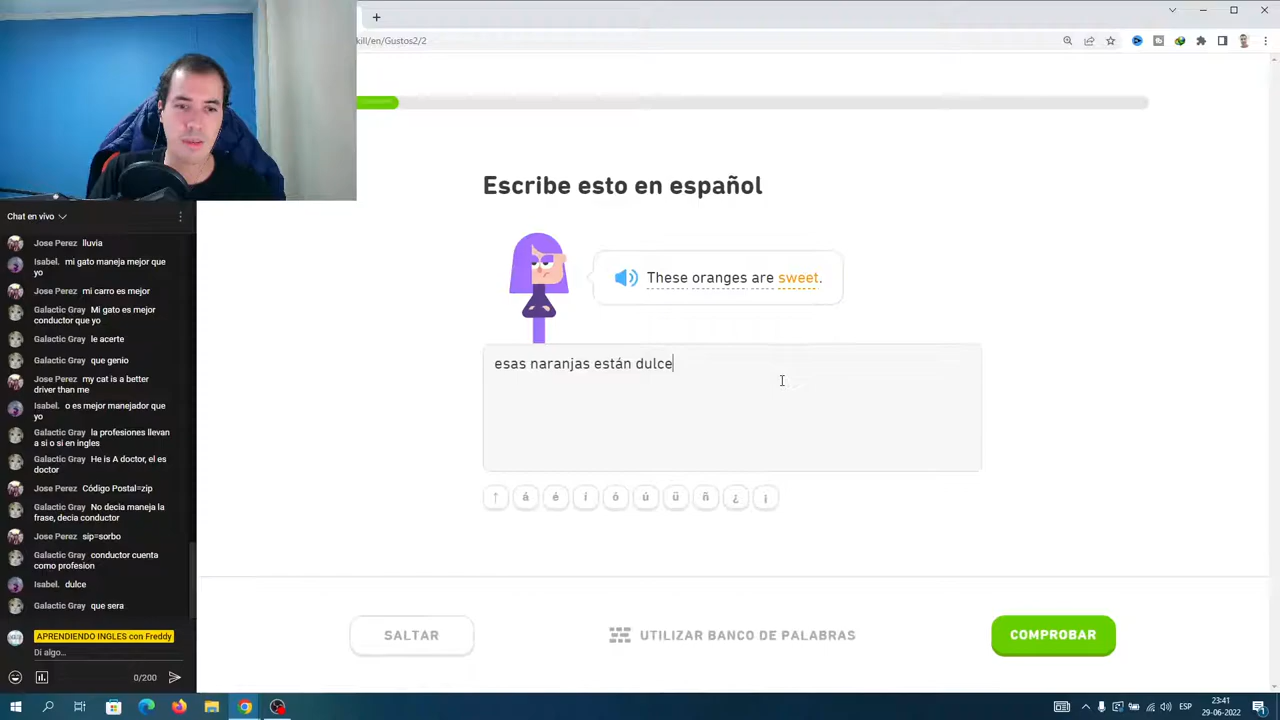 kill/en/Gustos2/2
Escribe esto en español
These oranges are sweet.
esas naranjas están dulce
SALTAR
UTILIZAR BANCO DE PALABRAS
COMPROBAR
↑ á é í ó ú ü ñ ¿ ¡
Chat en vivo
Jose Perez lluvia
Isabel. mi gato maneja mejor que
yo
Jose Perez mi carro es mejor
Galactic Gray Mi gato es mejor
conductor que yo
Galactic Gray le acerte
Galactic Gray que genio
Jose Perez my cat is a better
driver than me
Isabel. o es mejor manejador que
yo
Galactic Gray la profesiones llevan
a si o si en ingles
Galactic Gray He is A doctor, el es
doctor
Jose Perez Código Postal=zip
Galactic Gray No decia maneja la
frase, decia conductor
Jose Perez sip=sorbo
Galactic Gray conductor cuenta
como profesion
Isabel. dulce
Galactic Gray que sera
APRENDIENDO INGLES con Freddy
Di algo...
0/200
ESP
23:41
29-06-2022